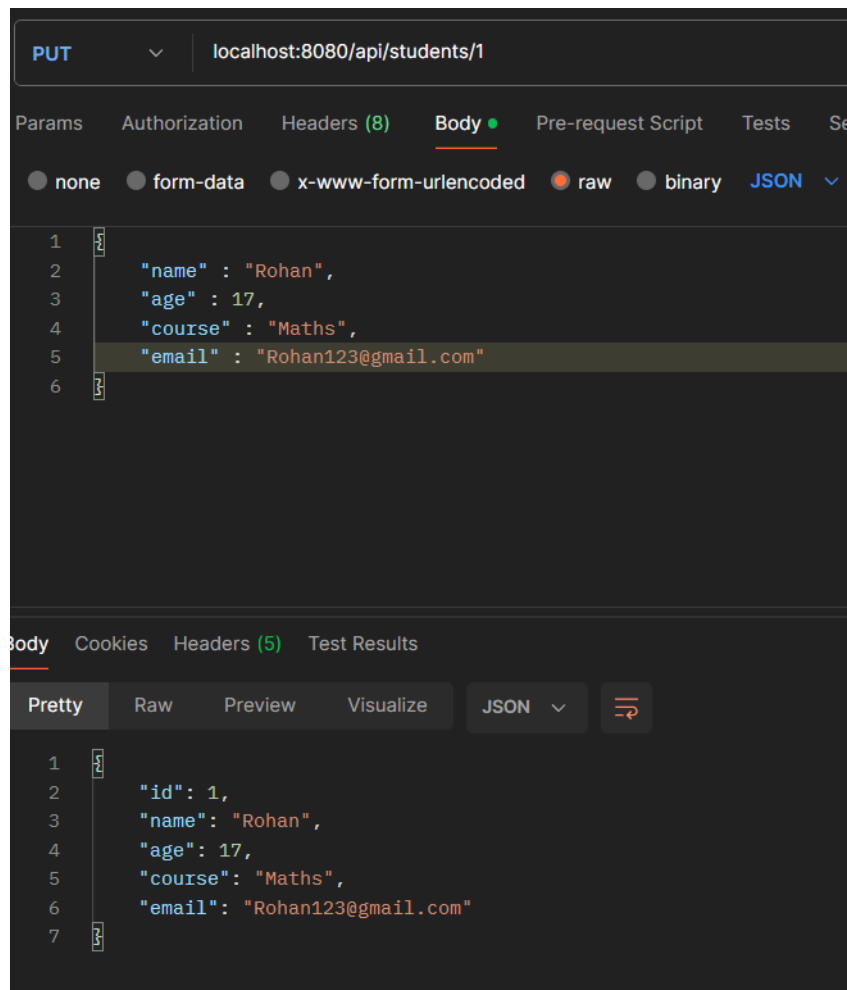 PUT localhost:8080/api/students/1
Params Authorization Headers (8) Body Pre-request Script Tests Se
none form-data x-www-form-urlencoded raw binary JSON
1 {
2 "name" : "Rohan",
3 "age" : 17,
4 "course" : "Maths",
5 "email" : "Rohan123@gmail.com"
6 }
Body Cookies Headers (5) Test Results
Pretty Raw Preview Visualize JSON
1 {
2 "id": 1,
3 "name": "Rohan",
4 "age": 17,
5 "course": "Maths",
6 "email": "Rohan123@gmail.com"
7 }